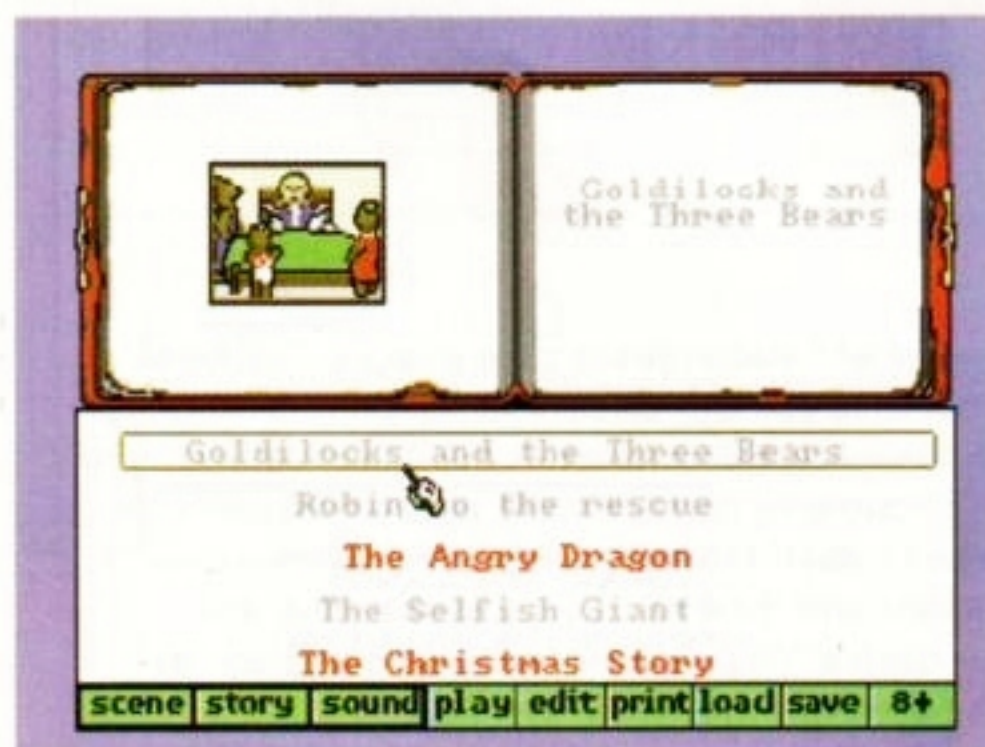 Goldilocks and
the Three Bears
Goldilocks and the Three Bears
Robin to the rescue
The Angry Dragon
The Selfish Giant
The Christmas Story
scene story sound play edit print load save 8+